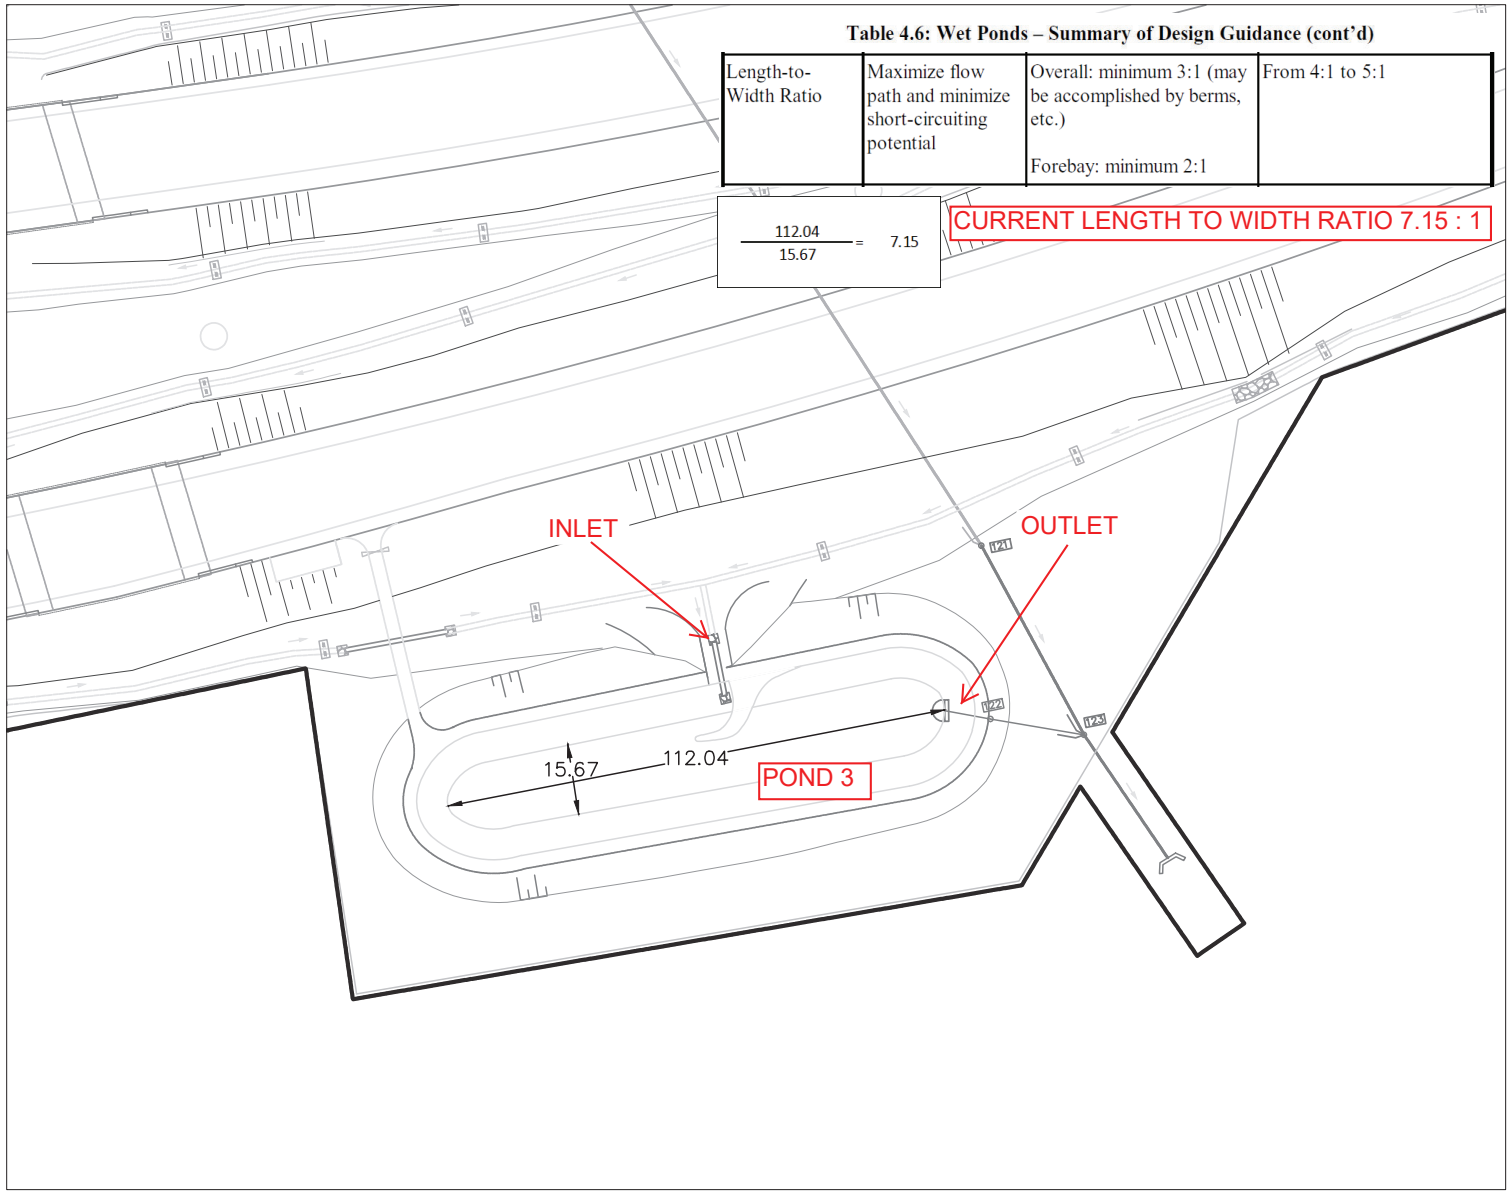 Table 4.6: Wet Ponds – Summary of Design Guidance (cont'd)
Length-to-
Width Ratio
Maximize flow
path and minimize
short-circuiting
potential
Overall: minimum 3:1 (may
be accomplished by berms,
etc.)
Forebay: minimum 2:1
From 4:1 to 5:1
112.04
15.67
= 7.15
CURRENT LENGTH TO WIDTH RATIO 7.15 : 1
INLET
OUTLET
121
122
123
112.04
15.67
POND 3